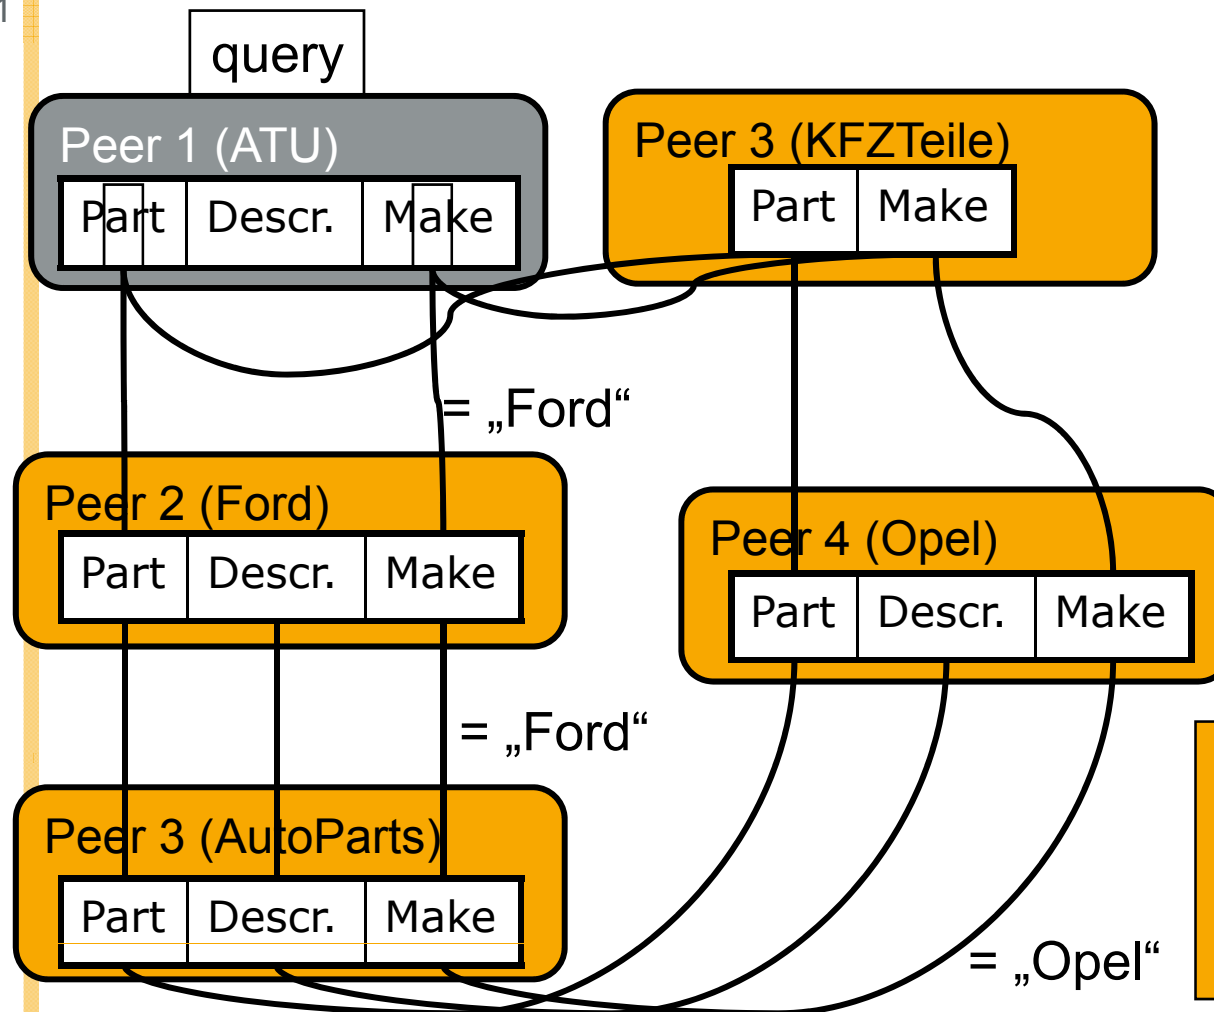 1
query
Peer 1 (ATU)
Part Descr. Make
Peer 3 (KFZTeile)
Part Make
= „Ford“
Peer 2 (Ford)
Part Descr. Make
Peer 4 (Opel)
Part Descr. Make
= „Ford“
Peer 3 (AutoParts)
Part Descr. Make
= „Opel“